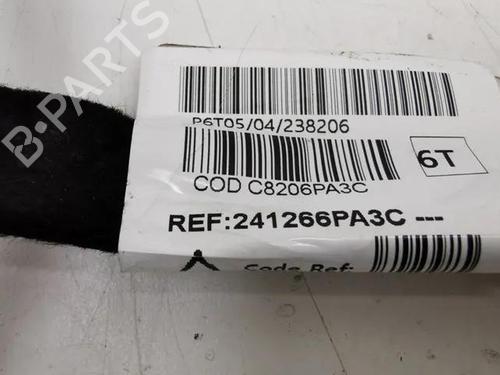 P6T05/04/238206
6T
COD C8206PA3C
REF:241266PA3C ---
Code Ref:
B-PARTS